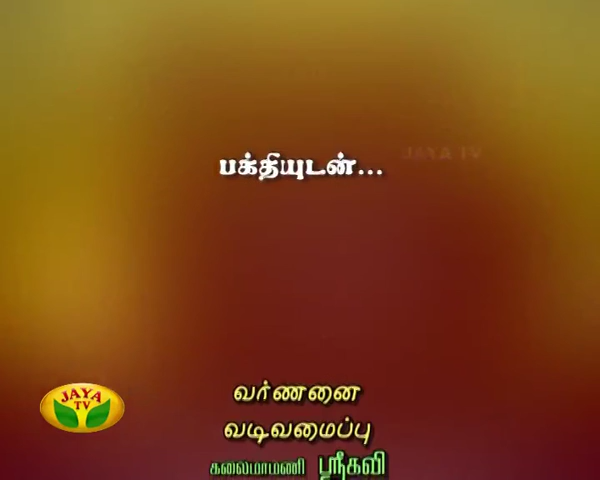 பக்தியுடன்...
JAYA TV
JAYA
TV
வர்ணனை
வடிவமைப்பு
கலைமாமணி ஸ்ரீகவி